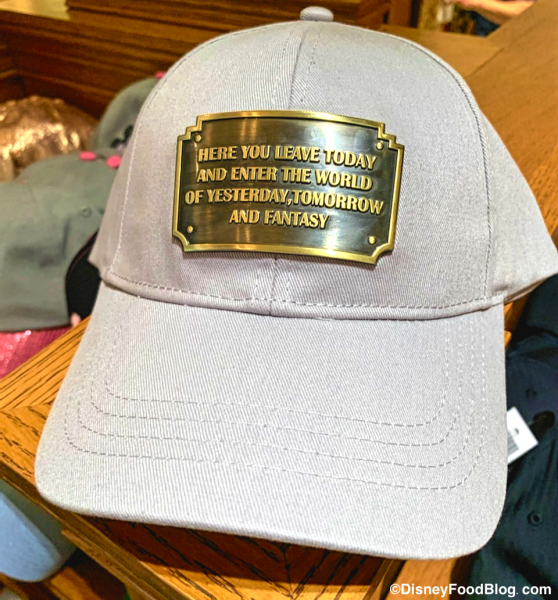 HERE YOU LEAVE TODAY
AND ENTER THE WORLD
OF YESTERDAY,TOMORROW
AND FANTASY
©DisneyFoodBlog.com